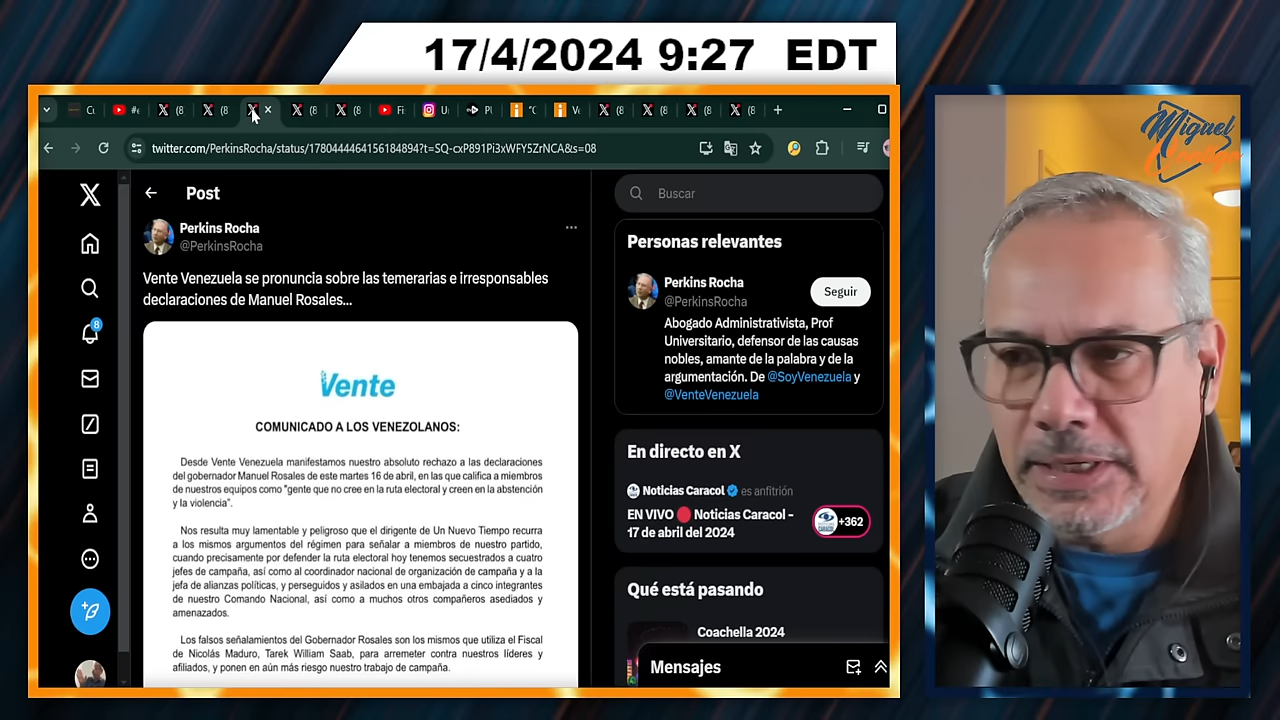 17/4/2024 9:27 EDT
twitter.com/PerkinsRocha/status/1780444641561848947?t=SQ-cxP891Pi3xWFY5ZrNCA&s=08
Post
Perkins Rocha
@PerkinsRocha
Vente Venezuela se pronuncia sobre las temerarias e irresponsables
declaraciones de Manuel Rosales...
Vente
COMUNICADO A LOS VENEZOLANOS:
Desde Vente Venezuela manifestamos nuestro absoluto rechazo a las declaraciones
del gobernador Manuel Rosales de este martes 16 de abril, en las que califica a miembros
de nuestros equipos como "gente que no cree en la ruta electoral y creen en la abstención
y la violencia".
Nos resulta muy lamentable y peligroso que el dirigente de Un Nuevo Tiempo recurra
a los mismos argumentos del régimen para señalar a miembros de nuestro partido,
cuando precisamente por defender la ruta electoral hoy tenemos secuestrados a cuatro
jefes de campaña, así como al coordinador nacional de organización de campaña y a la
jefa de alianzas políticas, y perseguidos y asilados en una embajada a cinco integrantes
de nuestro Comando Nacional, así como a muchos otros compañeros asediados y
amenazados.
Los falsos señalamientos del Gobernador Rosales son los mismos que utiliza el Fiscal
de Nicolás Maduro, Tarek William Saab, para arremeter contra nuestros líderes y
afiliados, y ponen en aún más riesgo nuestro trabajo de campaña.
Buscar
Personas relevantes
Perkins Rocha
@PerkinsRocha
Seguir
Abogado Administrativista, Prof
Universitario, defensor de las causas
nobles, amante de la palabra y de la
argumentación. De @SoyVenezuela y
@VenteVenezuela
En directo en X
Noticias Caracol es anfitrión
EN VIVO Noticias Caracol -
17 de abril del 2024
+362
Qué está pasando
Coachella 2024
Mensajes
8
Miguel